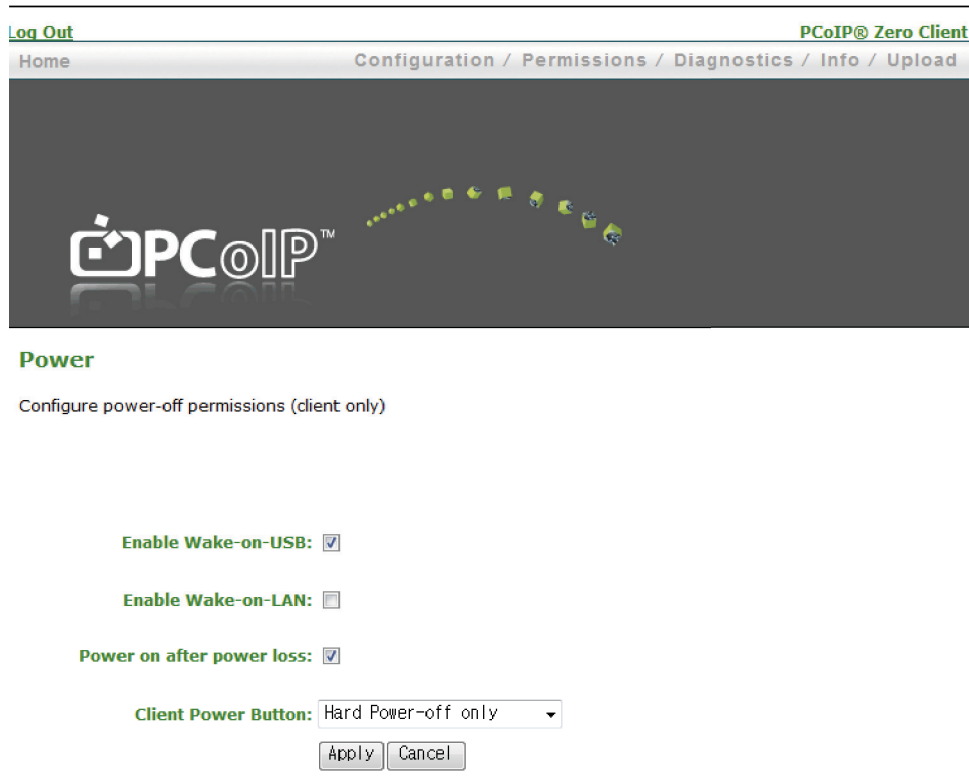 Log Out PCoIP® Zero Client
Home Configuration / Permissions / Diagnostics / Info / Upload
PCoIP™
Power
Configure power-off permissions (client only)
Enable Wake-on-USB:
Enable Wake-on-LAN:
Power on after power loss:
Client Power Button: Hard Power-off only
Apply Cancel